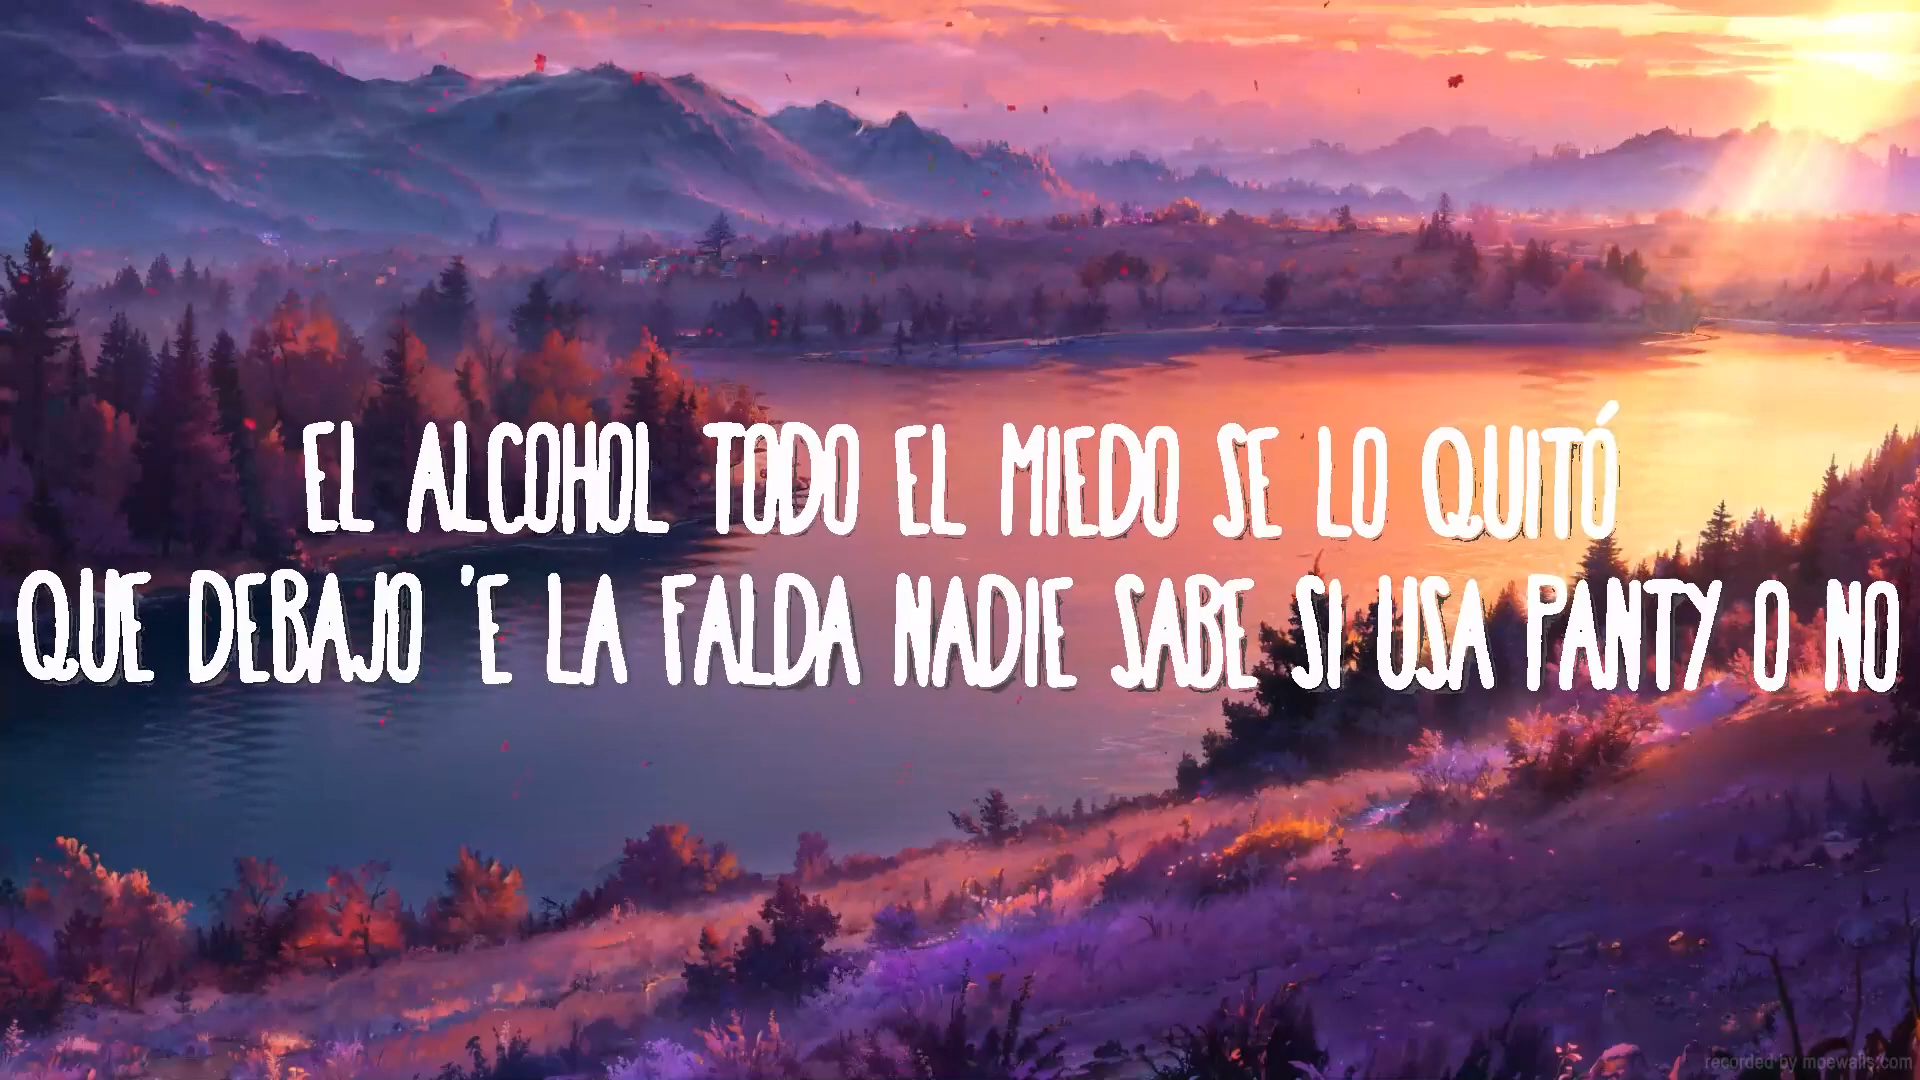 EL ALCOHOL TODO EL MIEDO SE LO QUITÓ
QUE DEBAJO 'E LA FALDA NADIE SABE SI USA PANTY O NO
recorded by moewalls.com